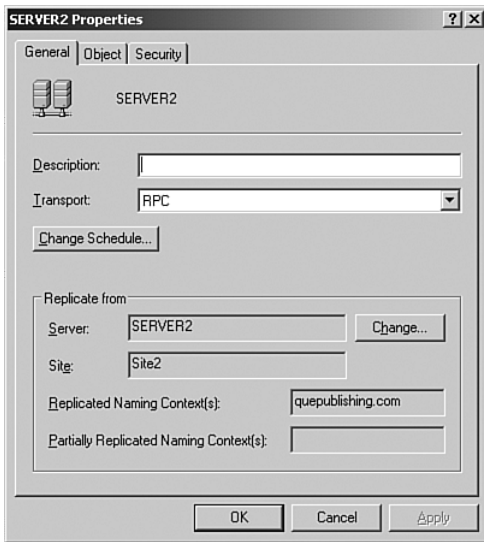 SERVER2 Properties
General Object Security
SERVER2
Description:
Transport: RPC
Change Schedule...
Replicate from
Server: SERVER2 Change...
Site: Site2
Replicated Naming Context(s): quepublishing.com
Partially Replicated Naming Context(s):
OK Cancel Apply